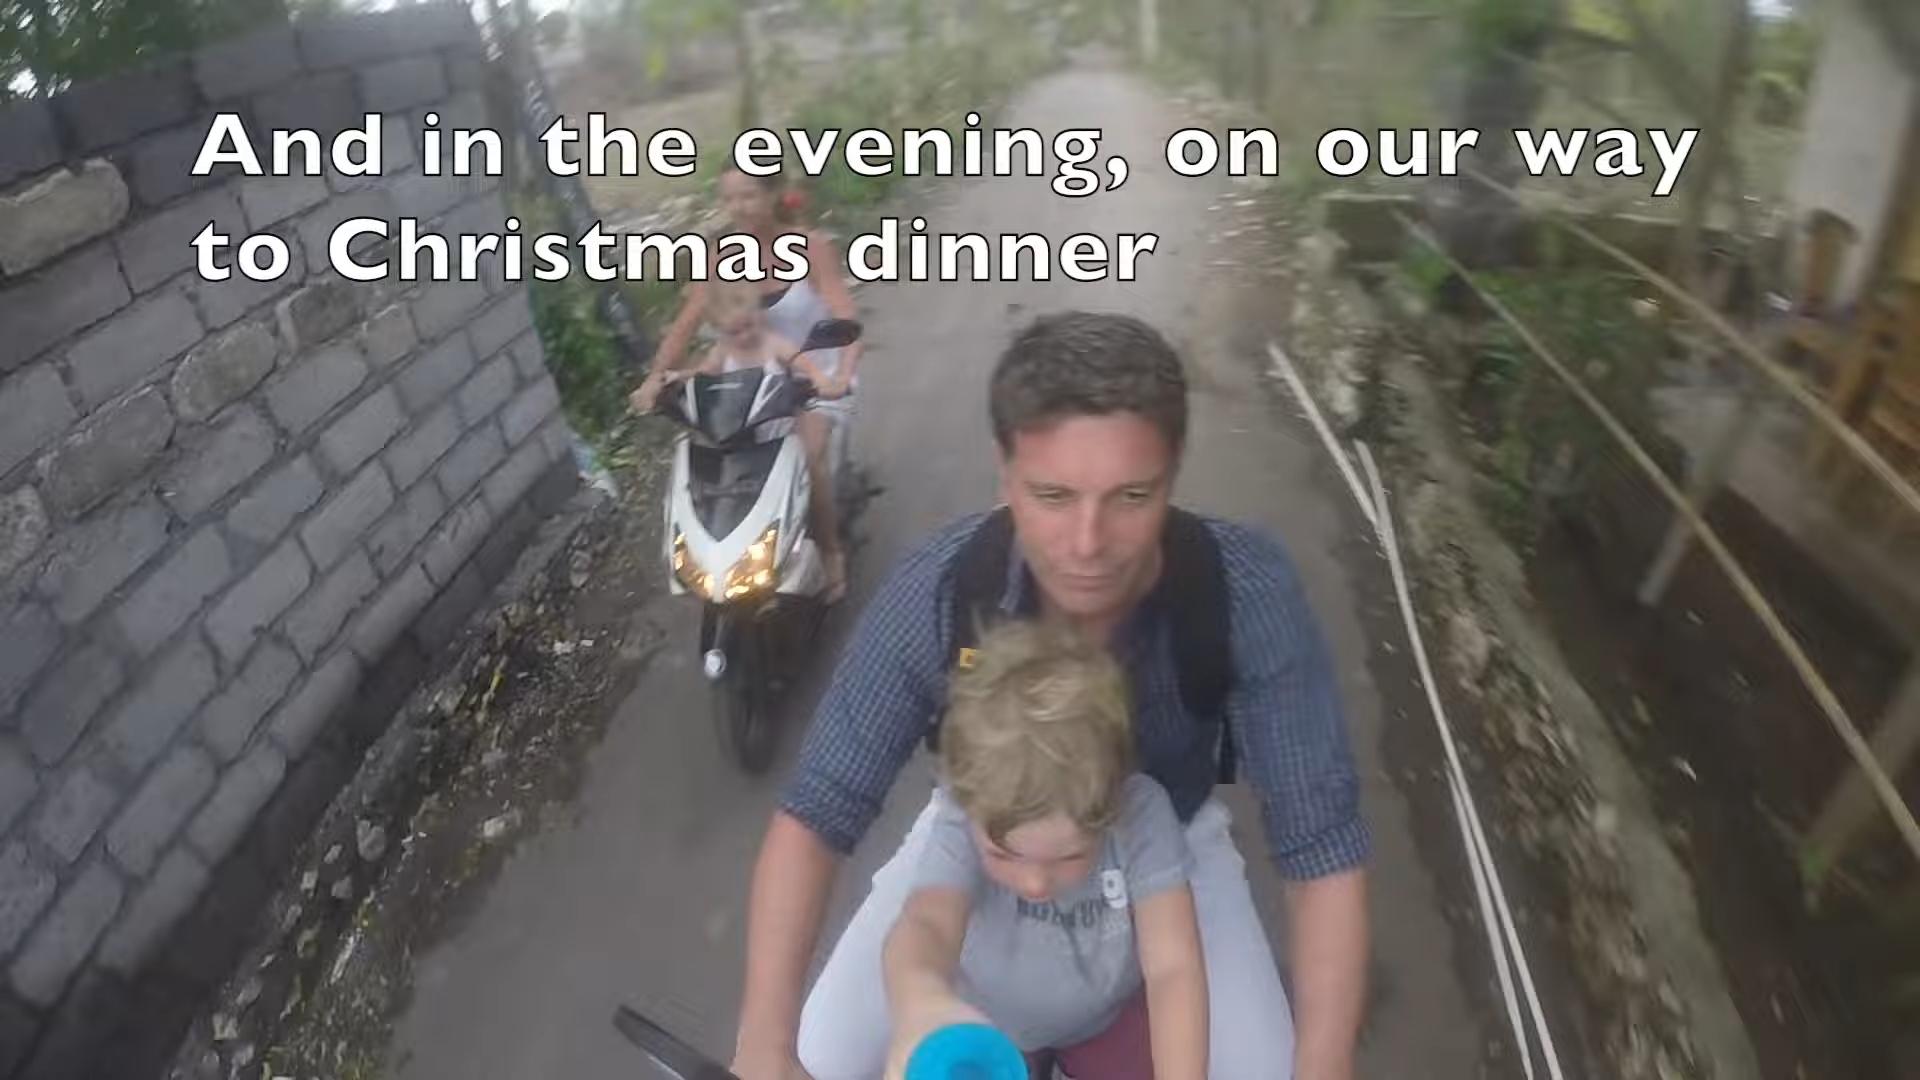 And in the evening, on our way
to Christmas dinner